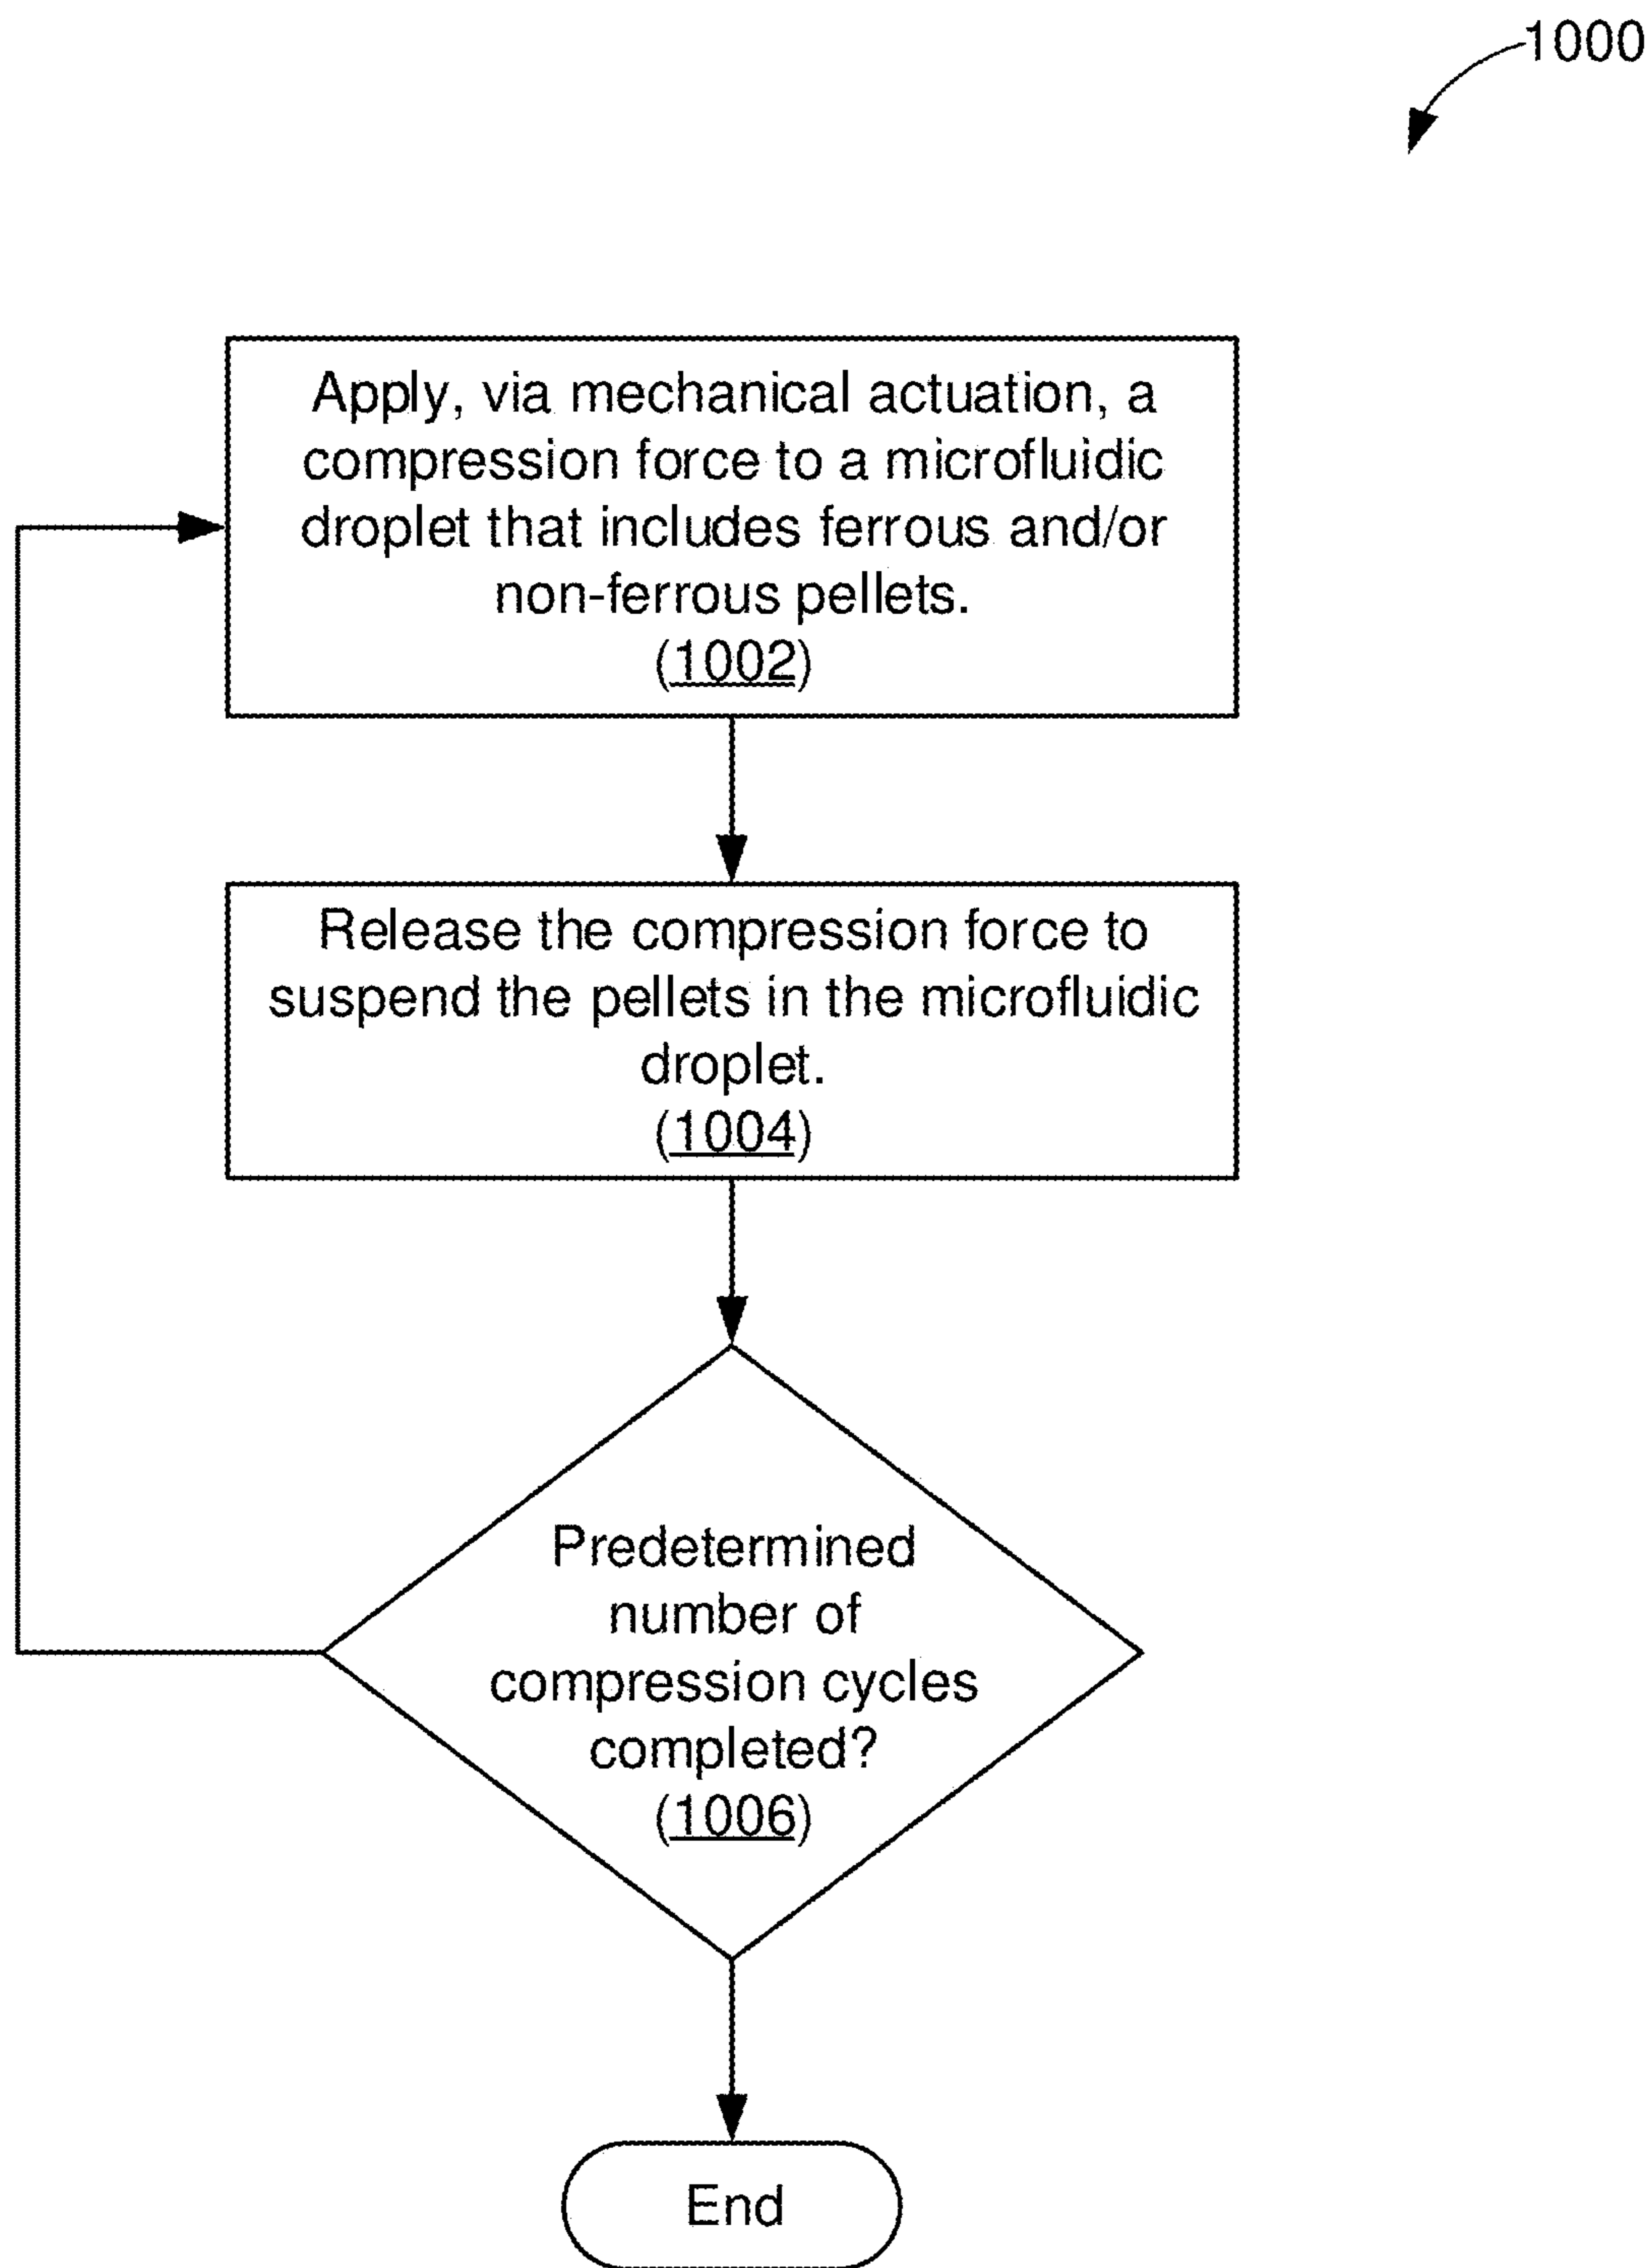 1000
Apply, via mechanical actuation, a
compression force to a microfluidic
droplet that includes ferrous and/or
non-ferrous pellets.
(1002)
Release the compression force to
suspend the pellets in the microfluidic
droplet.
(1004)
Predetermined
number of
compression cycles
completed?
(1006)
End